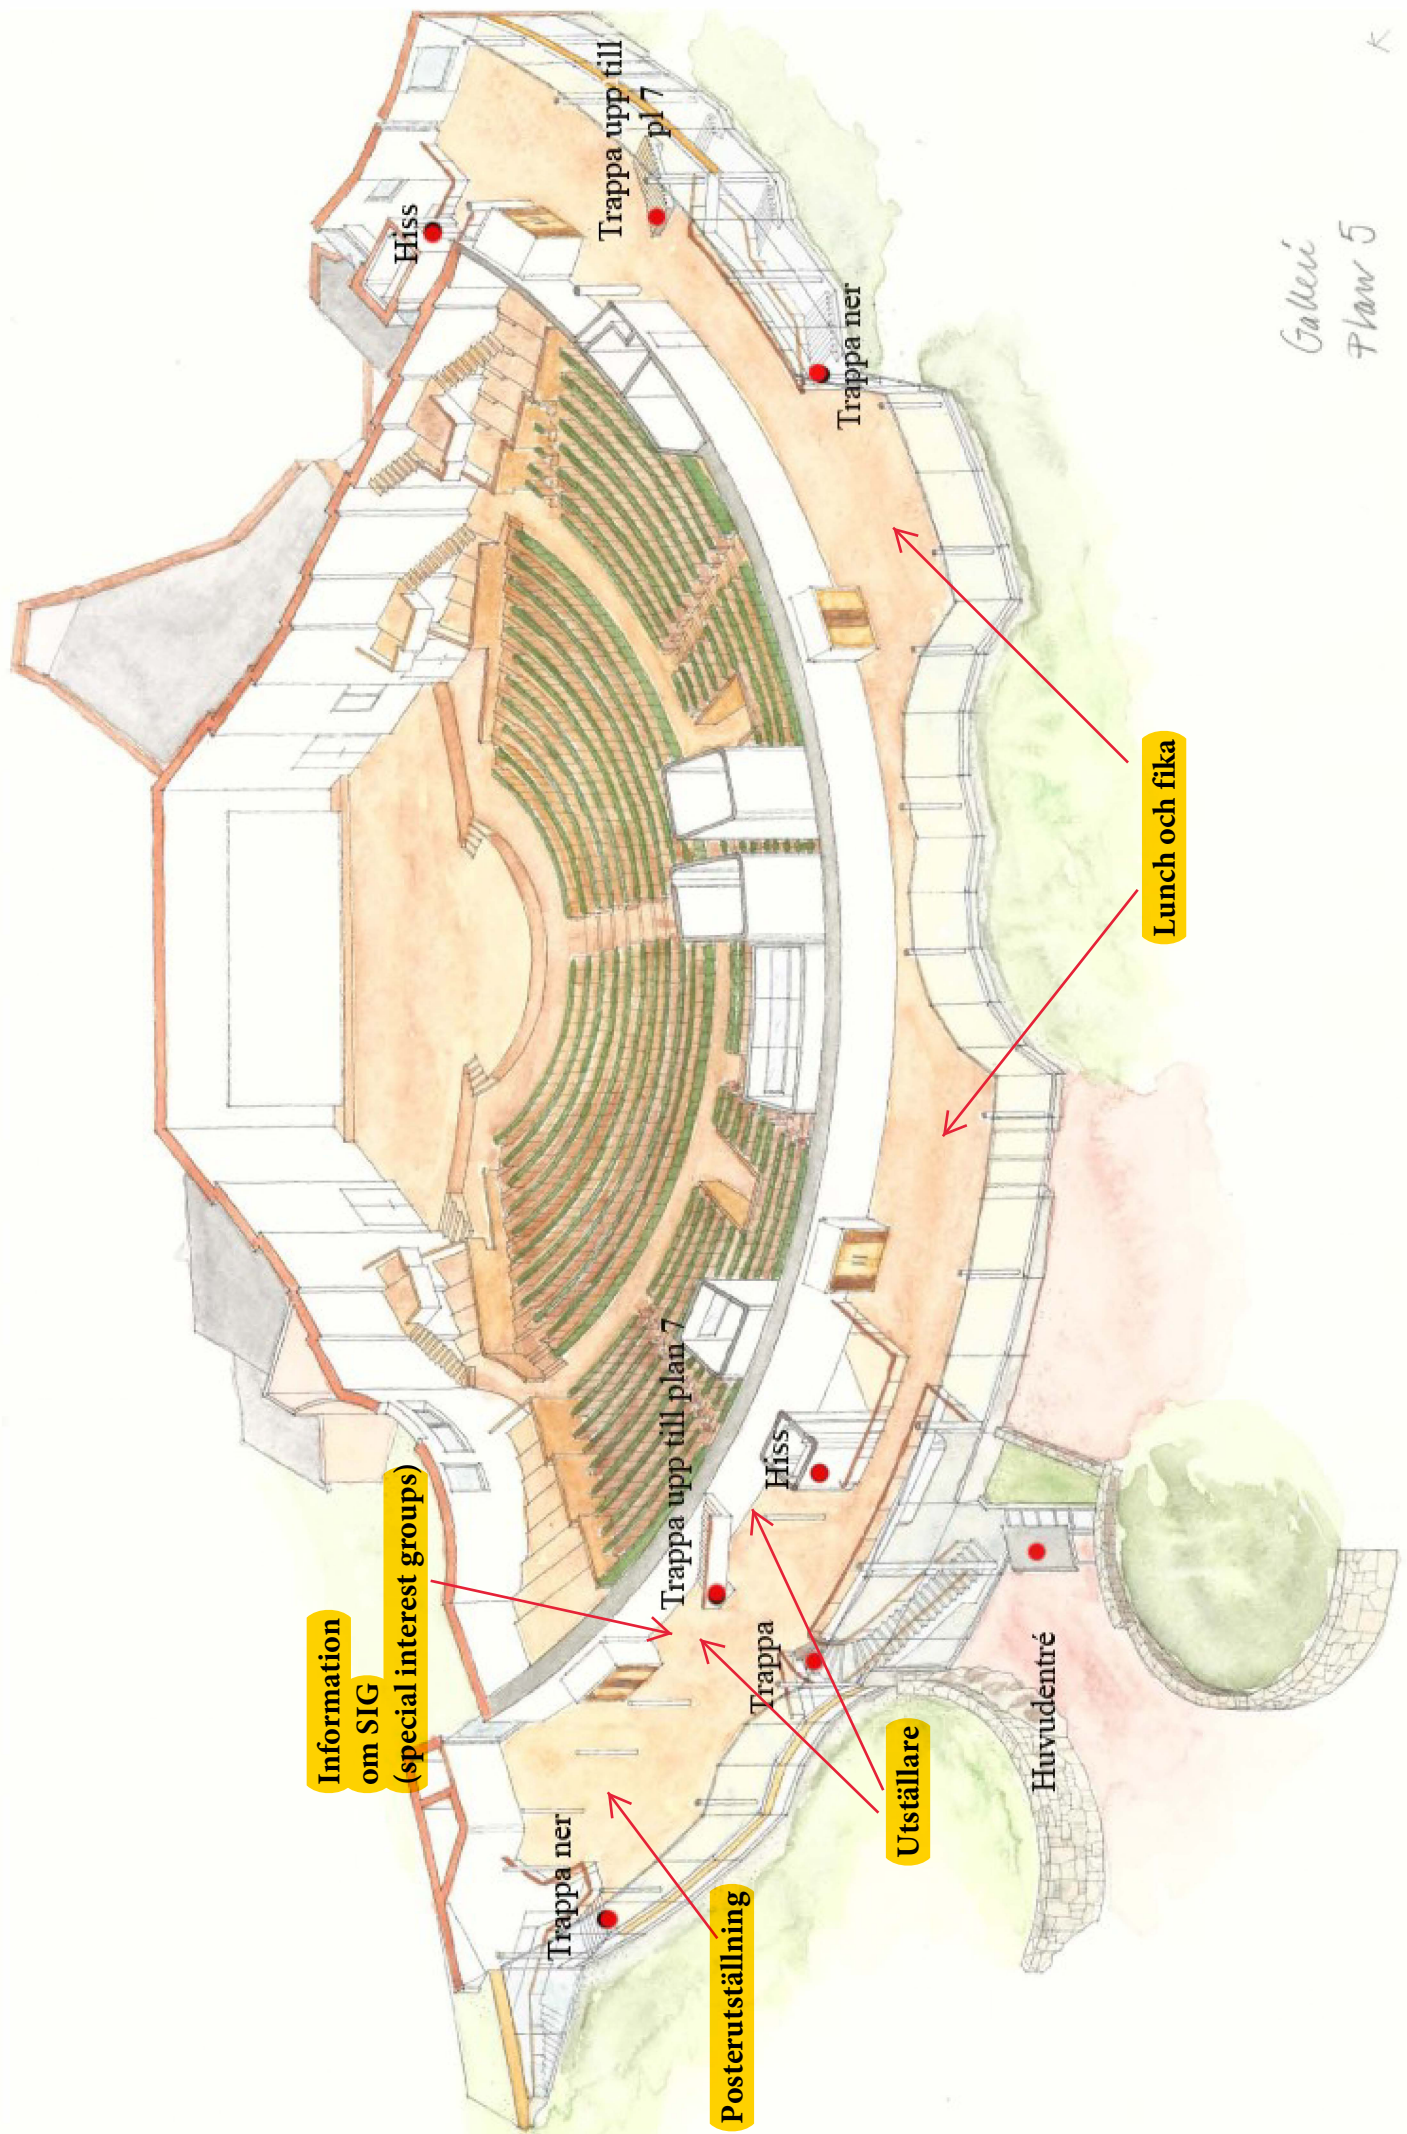 Information
om SIG
(special interest groups)
Hiss
Trappa upp till
pl 7
Trappa ner
Trappa upp till plan 7
Hiss
Trappa
Trappa ner
Posterutställning
Utställare
Huvudentré
Lunch och fika
Galleri
Plan 5
K